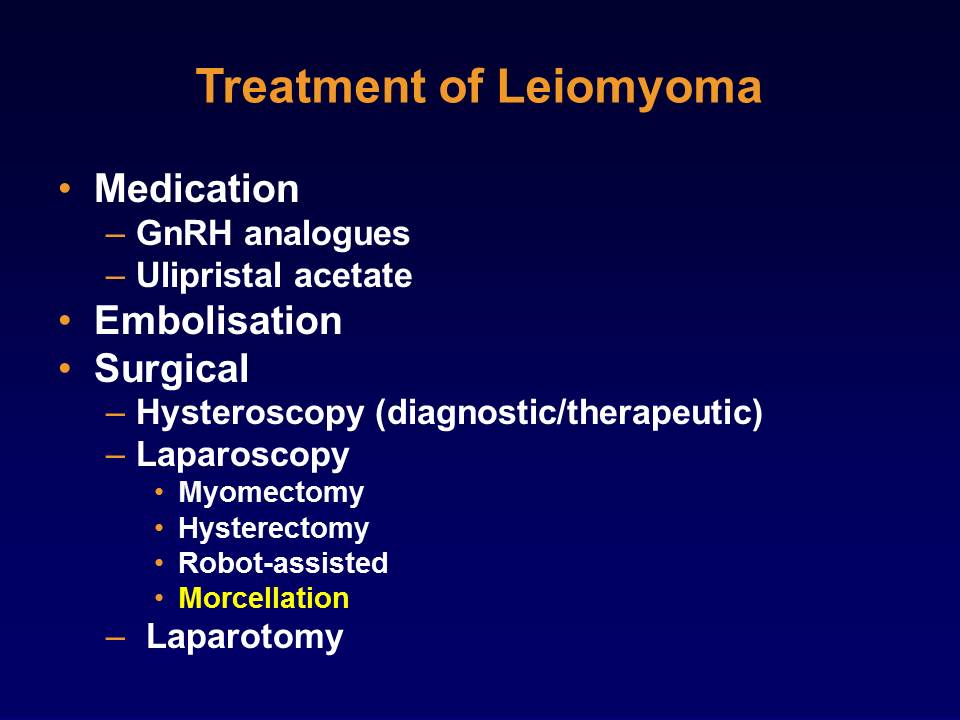 Treatment of Leiomyoma
• Medication
– GnRH analogues
– Ulipristal acetate
• Embolisation
• Surgical
– Hysteroscopy (diagnostic/therapeutic)
– Laparoscopy
• Myomectomy
• Hysterectomy
• Robot-assisted
• Morcellation
– Laparotomy